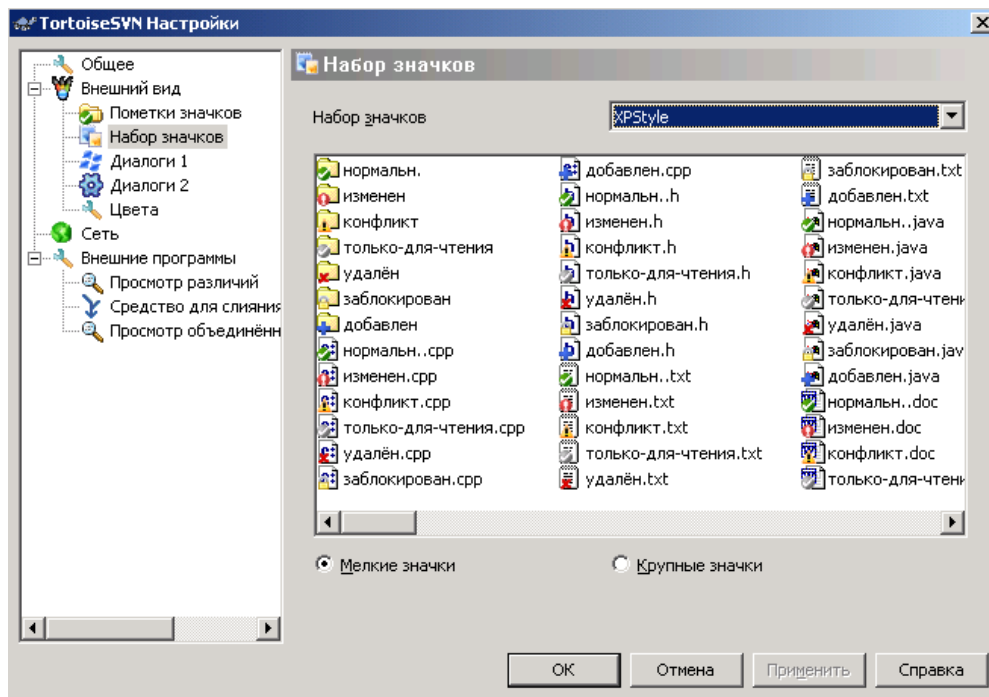 TortoiseSVN Настройки
Общее
Внешний вид
Пометки значков
Набор значков
Диалоги 1
Диалоги 2
Цвета
Сеть
Внешние программы
Просмотр различий
Средство для слияния
Просмотр объединённ
Набор значков
Набор значков
XPStyle
нормальн.
изменен
конфликт
только-для-чтения
удалён
заблокирован
добавлен
нормальн..cpp
изменен.cpp
конфликт.cpp
только-для-чтения.cpp
удалён.cpp
заблокирован.cpp
добавлен.cpp
нормальн..h
изменен.h
конфликт.h
только-для-чтения.h
удалён.h
заблокирован.h
добавлен.h
нормальн..txt
изменен.txt
конфликт.txt
только-для-чтения.txt
удалён.txt
заблокирован.txt
добавлен.txt
нормальн..java
изменен.java
конфликт.java
только-для-чтени
удалён.java
заблокирован.jav
добавлен.java
нормальн..doc
изменен.doc
конфликт.doc
только-для-чтени
Мелкие значки
Крупные значки
ОК
Отмена
Применить
Справка